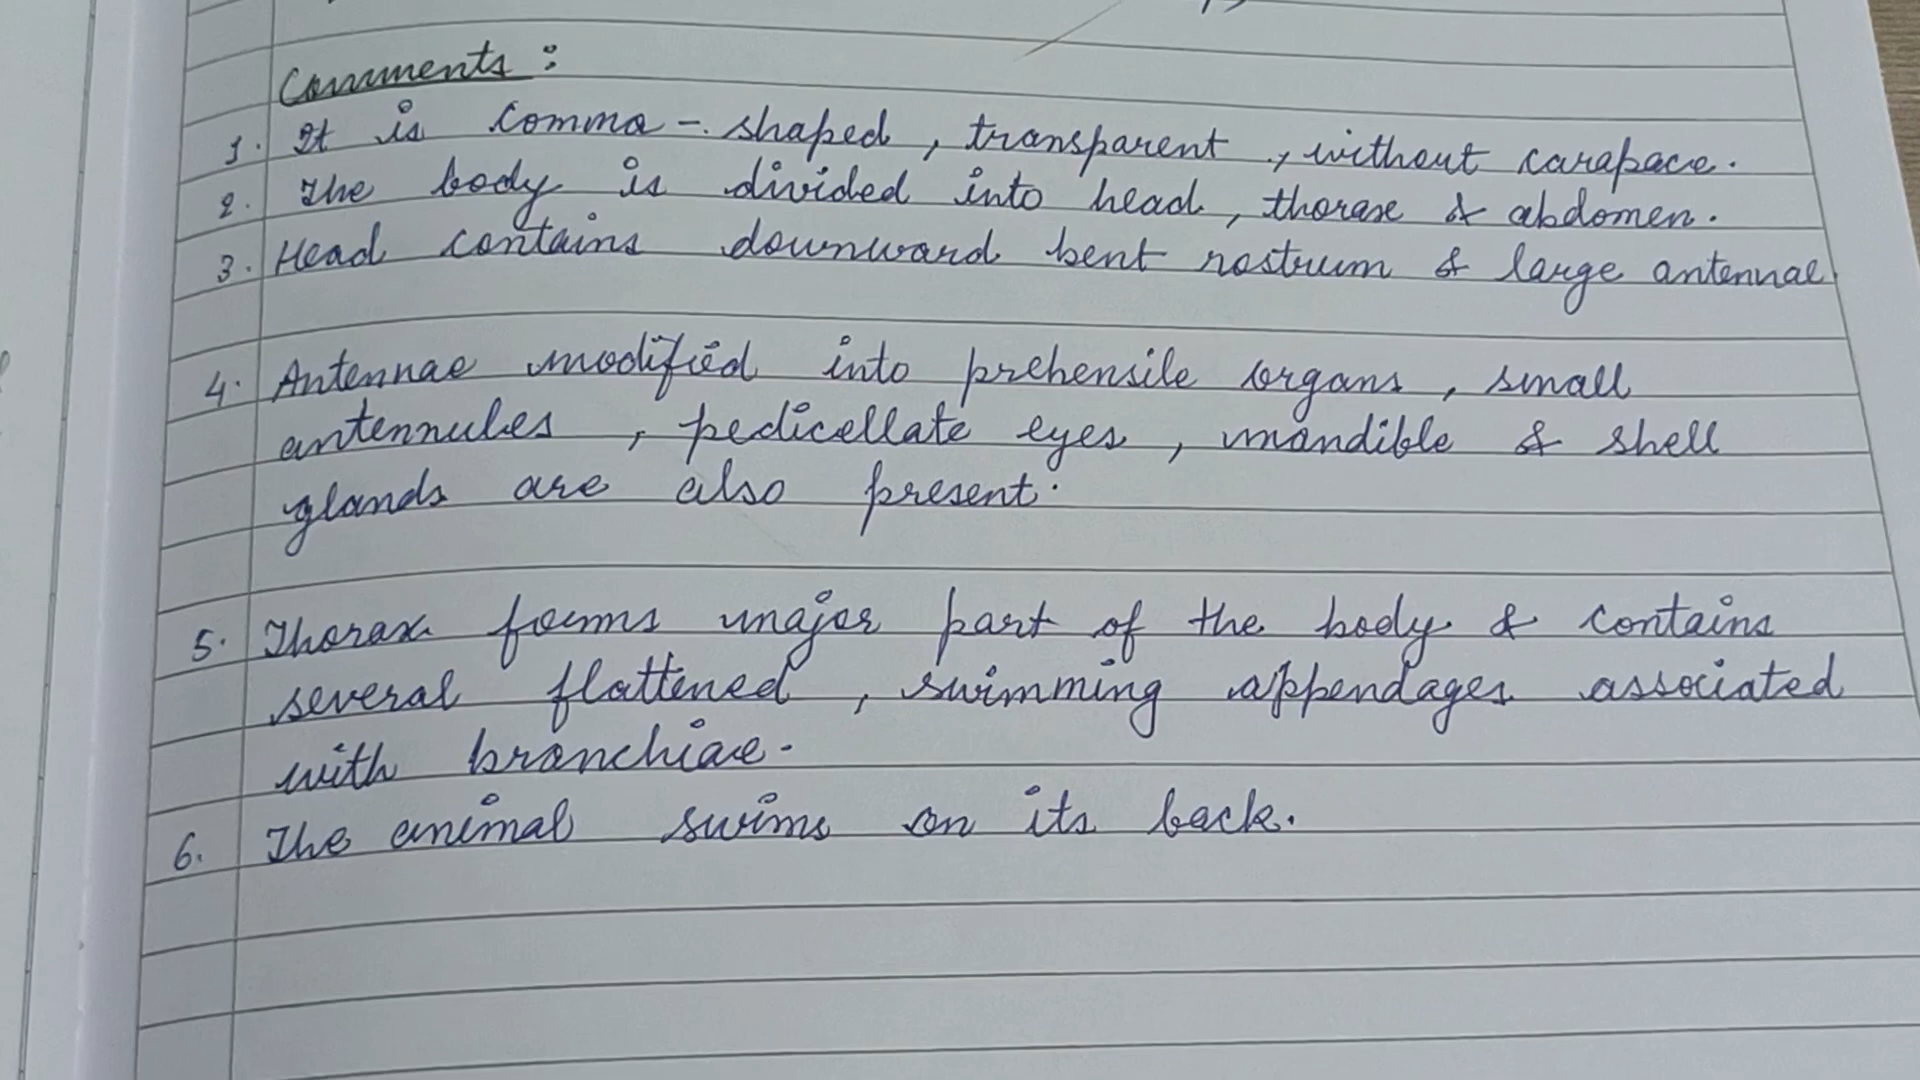 Comments :
1. It is comma-shaped, transparent, without carapace.
2. The body is divided into head, thorax & abdomen.
3. Head contains downward bent rostrum & large antennae
4. Antennae modified into prehensile organs, small
antennules, pedicellate eyes, mandible & shell
glands are also present.
5. Thorax forms major part of the body & contains
several flattened, swimming appendages associated
with branchiae.
6. The animal swims on its back.